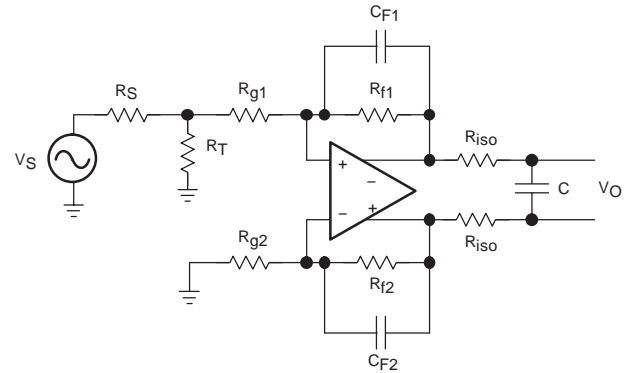 CF1
RS
Rg1
Rf1
RT
VS
Riso
+
−
C
VO
−
+
Riso
Rg2
Rf2
CF2